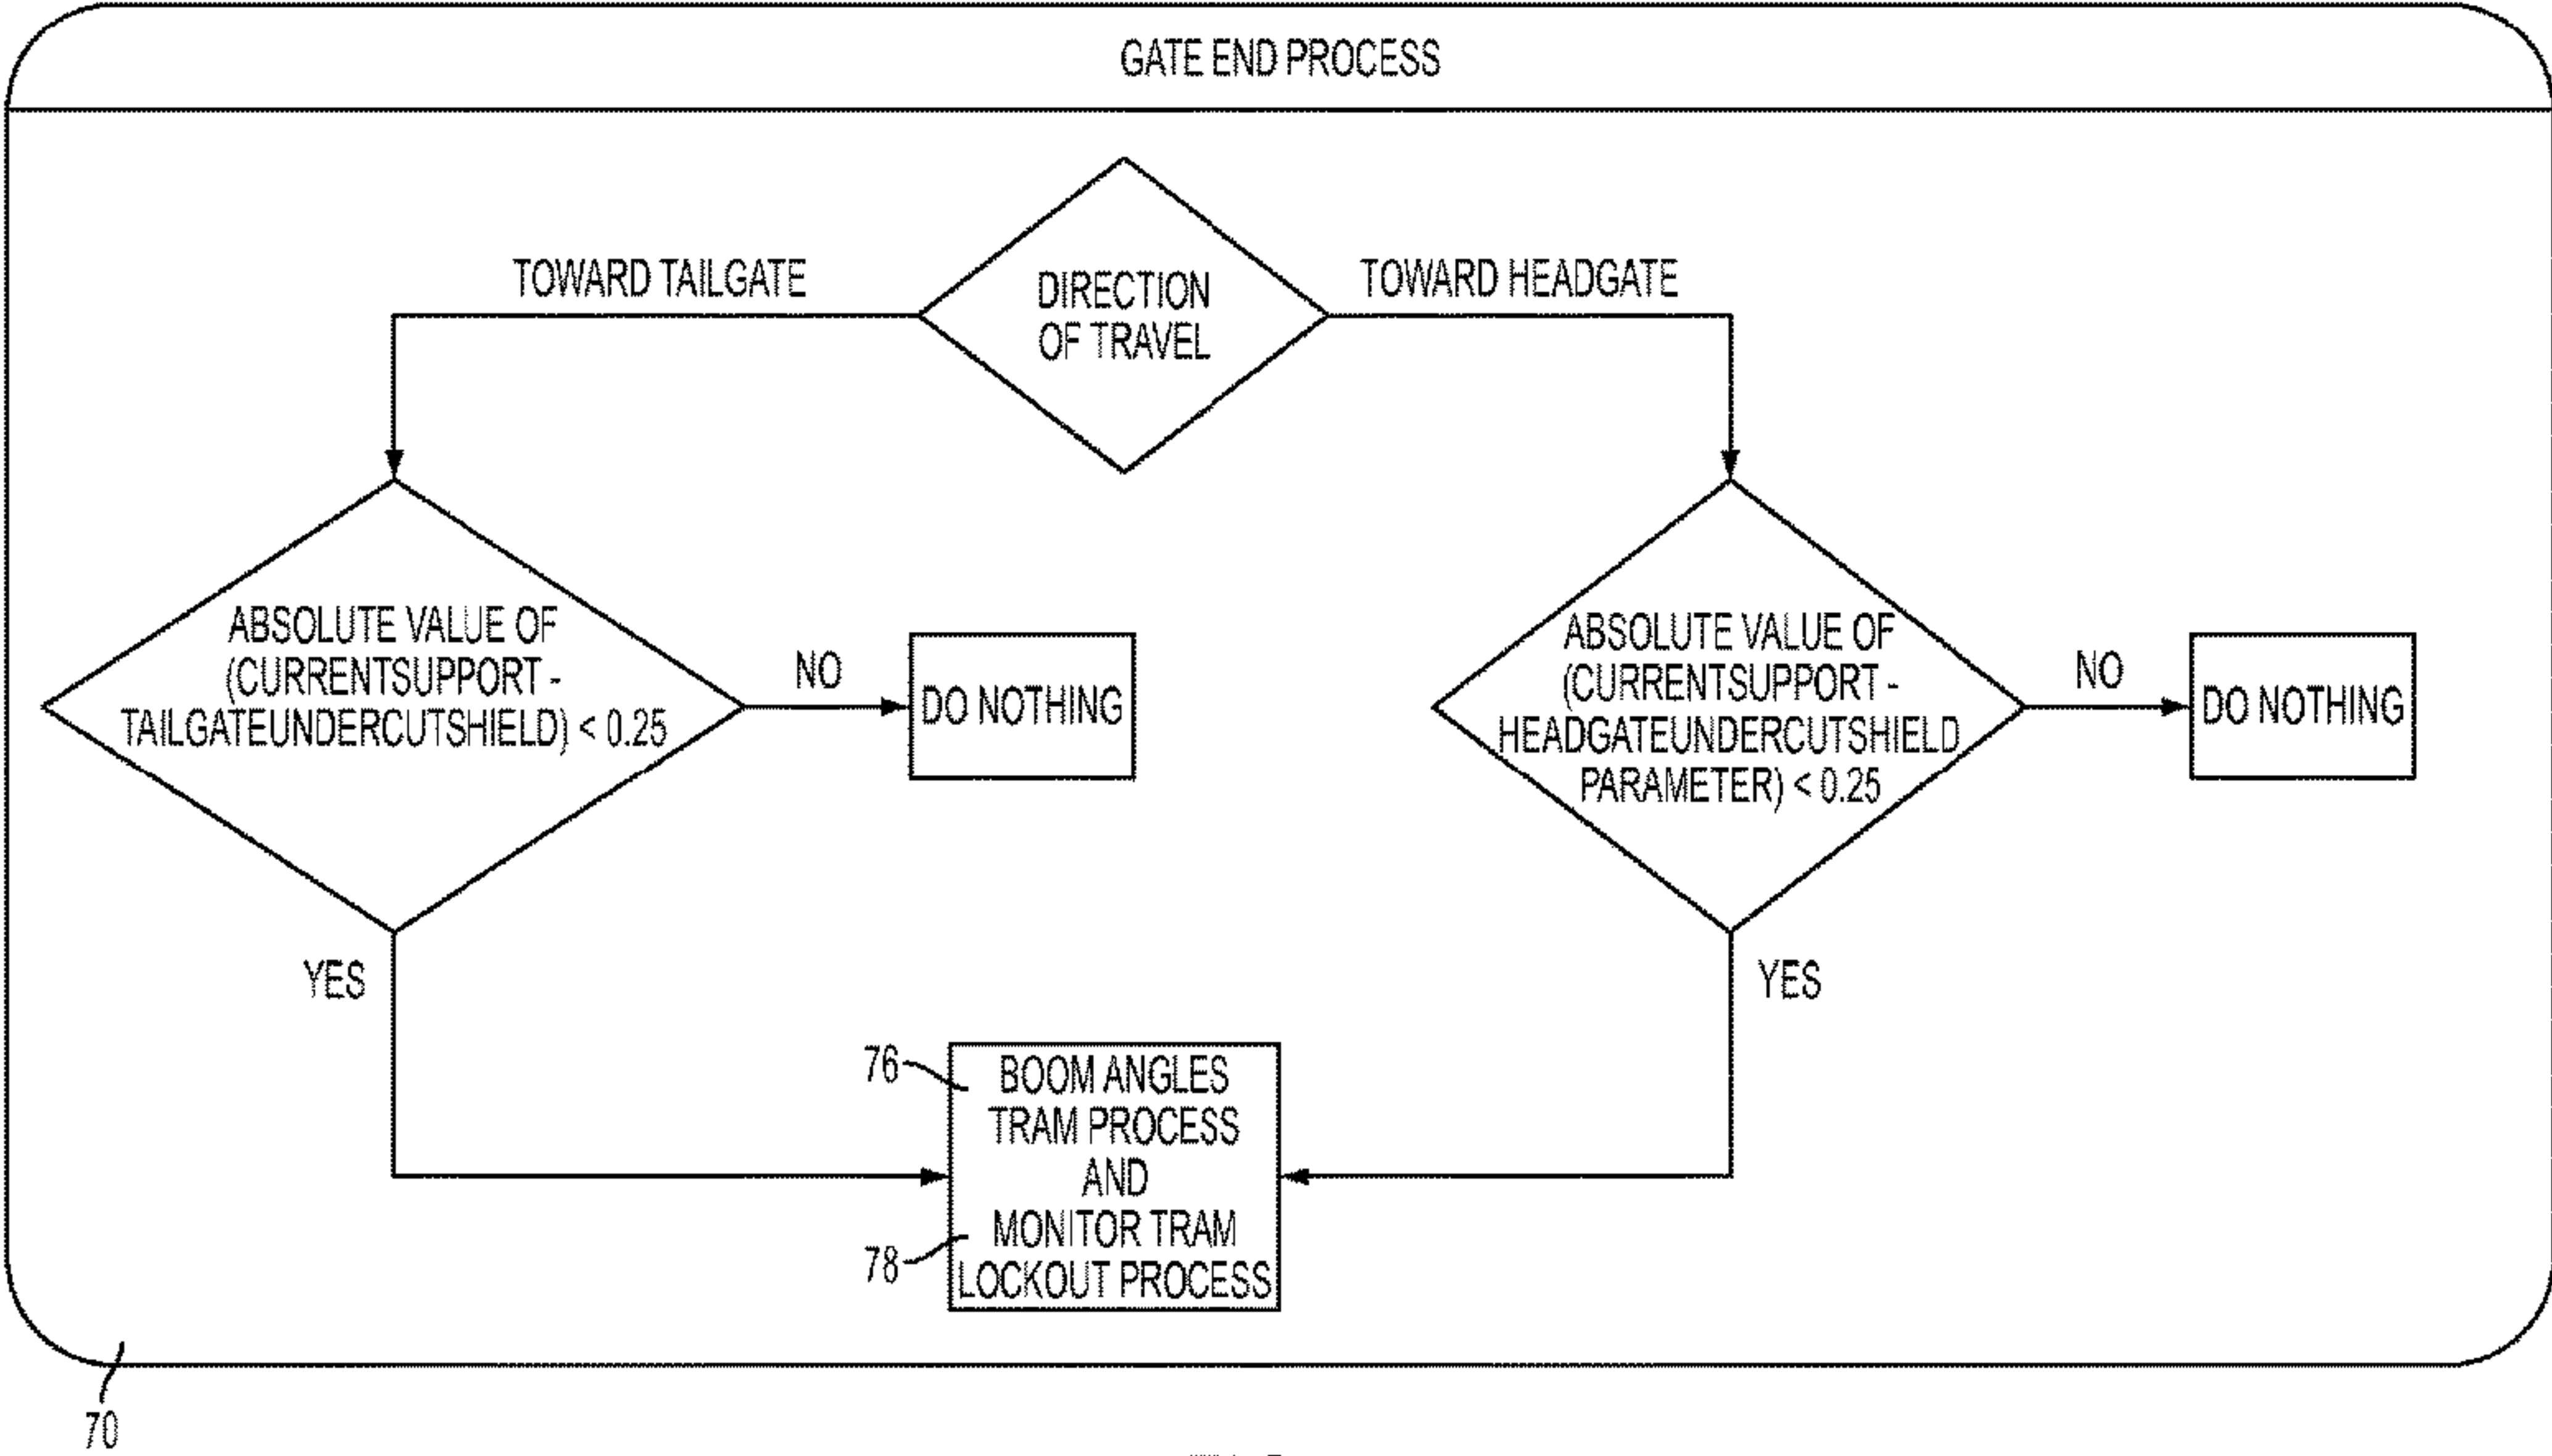 GATE END PROCESS
TOWARD TAILGATE
DIRECTION
OF TRAVEL
TOWARD HEADGATE
ABSOLUTE VALUE OF
(CURRENTSUPPORT -
TAILGATEUNDERCUTSHIELD) < 0.25
NO
DO NOTHING
ABSOLUTE VALUE OF
(CURRENTSUPPORT -
HEADGATEUNDERCUTSHIELD
PARAMETER) < 0.25
NO
DO NOTHING
YES
YES
76
BOOM ANGLES
TRAM PROCESS
AND
MONITOR TRAM
78
LOCKOUT PROCESS
70